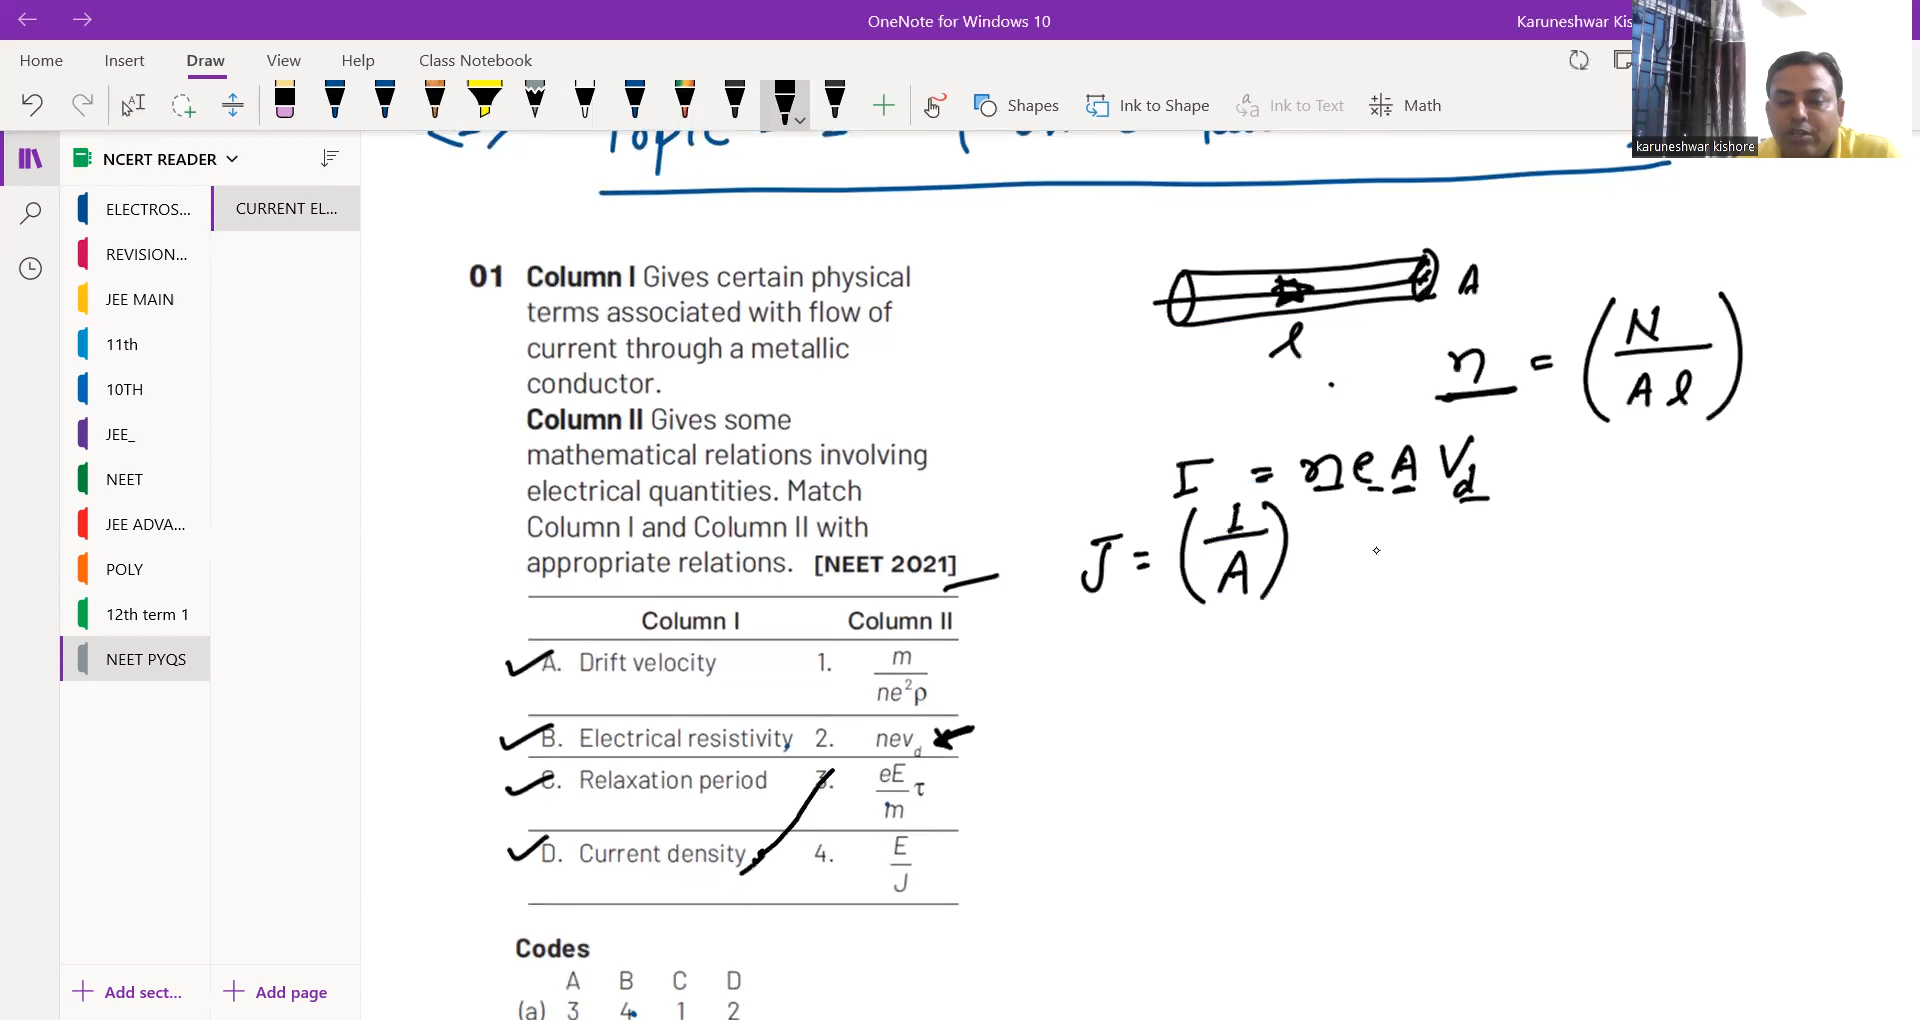 OneNote for Windows 10
Karuneshwar Kis
Home Insert Draw View Help Class Notebook
Shapes Ink to Shape Ink to Text Math
karuneshwar kishore
NCERT READER
ELECTROS...
REVISION...
JEE MAIN
11th
10TH
JEE_
NEET
JEE ADVA...
POLY
12th term 1
NEET PYQS
Add sect...
CURRENT EL...
Add page
Topic
01 Column I Gives certain physical
terms associated with flow of
current through a metallic
conductor.
Column II Gives some
mathematical relations involving
electrical quantities. Match
Column I and Column II with
appropriate relations. [NEET 2021]
Column I Column II
A. Drift velocity 1. m/ne²ρ
B. Electrical resistivity 2. nev_d
C. Relaxation period 3. eE/m τ
D. Current density 4. E/J
Codes
A B C D
(a) 3 4 1 2
A
l
n = (N/Al)
I = neAV_d
J = (I/A)